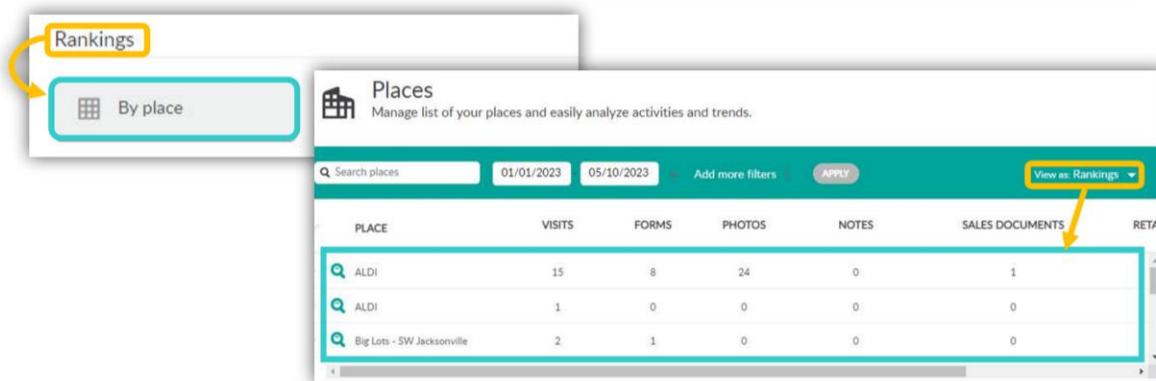 Rankings
By place
Places
Manage list of your places and easily analyze activities and trends.
Search places 01/01/2023 05/10/2023 Add more filters APPLY View as: Rankings
PLACE VISITS FORMS PHOTOS NOTES SALES DOCUMENTS RETA
ALDI 15 8 24 0 1
ALDI 1 0 0 0 0
Big Lots - SW Jacksonville 2 1 0 0 0